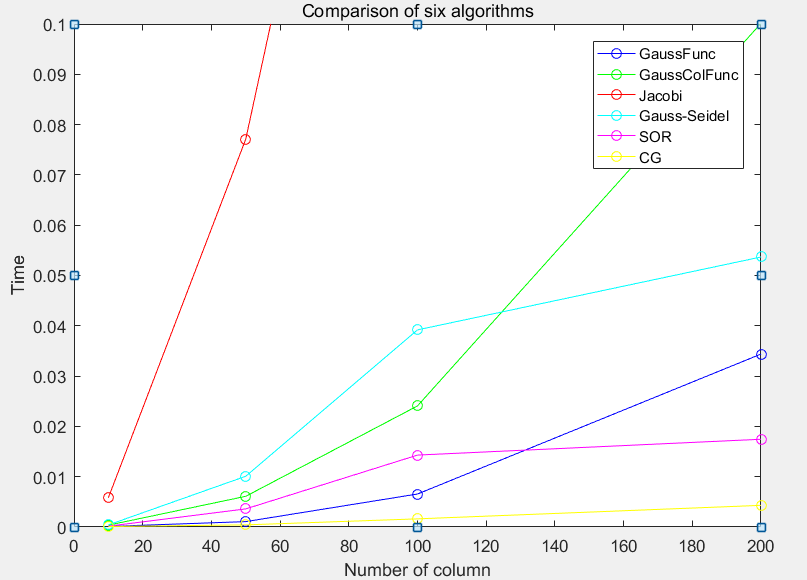 Comparison of six algorithms
0.1
0.09
0.08
0.07
0.06
0.05
0.04
0.03
0.02
0.01
0
Time
GaussFunc
GaussColFunc
Jacobi
Gauss-Seidel
SOR
CG
0 20 40 60 80 100 120 140 160 180 200
Number of column